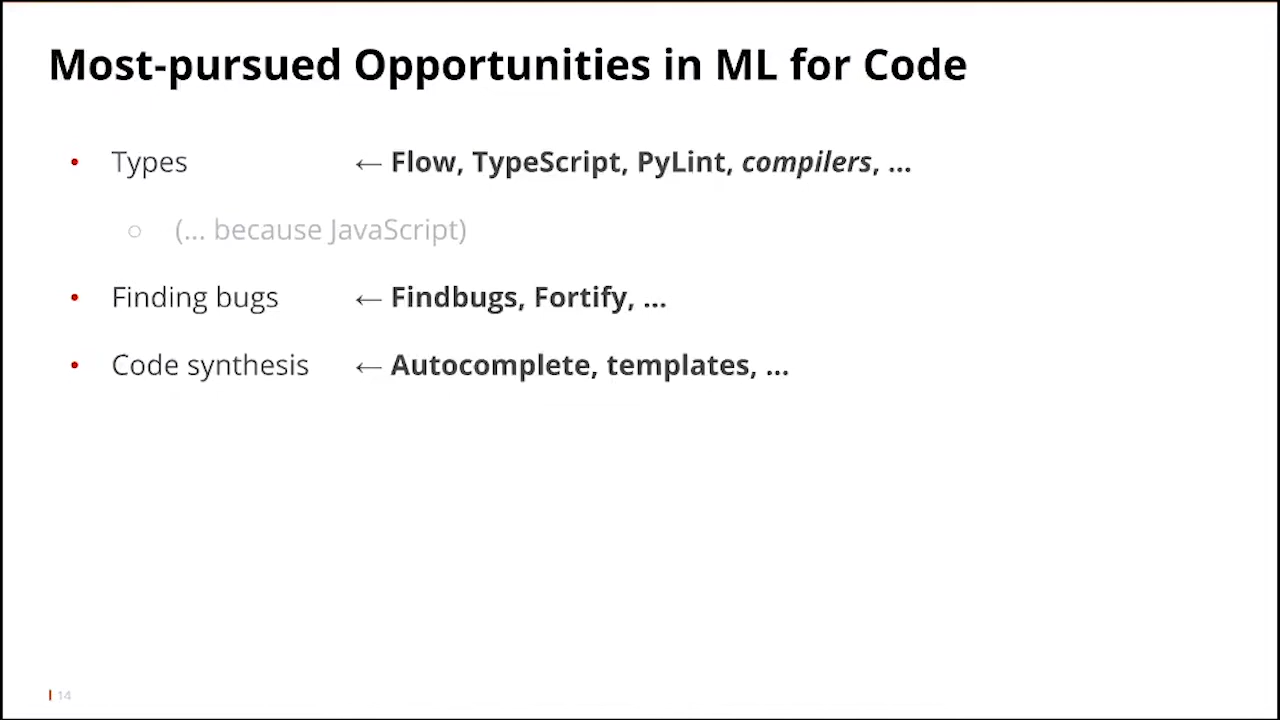 Most-pursued Opportunities in ML for Code
• Types ← Flow, TypeScript, PyLint, compilers, ...
○ (... because JavaScript)
• Finding bugs ← Findbugs, Fortify, ...
• Code synthesis ← Autocomplete, templates, ...
14